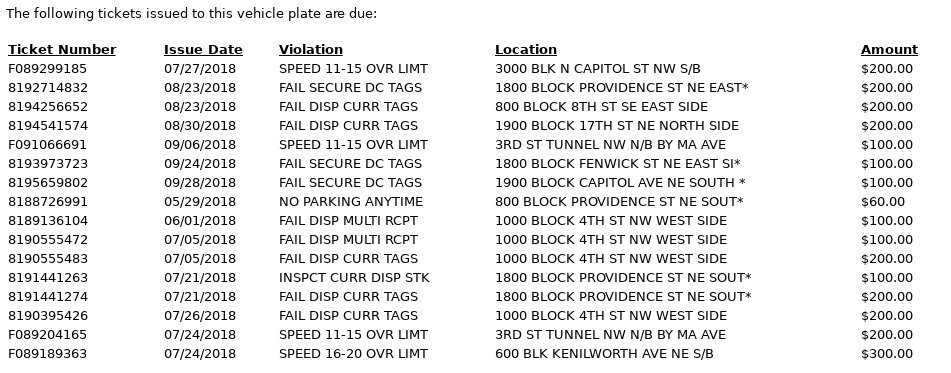 The following tickets issued to this vehicle plate are due:
Ticket Number Issue Date Violation Location Amount
F089299185 07/27/2018 SPEED 11-15 OVR LIMT 3000 BLK N CAPITOL ST NW S/B $200.00
8192714832 08/23/2018 FAIL SECURE DC TAGS 1800 BLOCK PROVIDENCE ST NE EAST* $200.00
8194256652 08/23/2018 FAIL DISP CURR TAGS 800 BLOCK 8TH ST SE EAST SIDE $200.00
8194541574 08/30/2018 FAIL DISP CURR TAGS 1900 BLOCK 17TH ST NE NORTH SIDE $200.00
F091066691 09/06/2018 SPEED 11-15 OVR LIMT 3RD ST TUNNEL NW N/B BY MA AVE $100.00
8193973723 09/24/2018 FAIL SECURE DC TAGS 1800 BLOCK FENWICK ST NE EAST SI* $100.00
8195659802 09/28/2018 FAIL SECURE DC TAGS 1900 BLOCK CAPITOL AVE NE SOUTH * $100.00
8188726991 05/29/2018 NO PARKING ANYTIME 800 BLOCK PROVIDENCE ST NE SOUT* $60.00
8189136104 06/01/2018 FAIL DISP MULTI RCPT 1000 BLOCK 4TH ST NW WEST SIDE $100.00
8190555472 07/05/2018 FAIL DISP MULTI RCPT 1000 BLOCK 4TH ST NW WEST SIDE $100.00
8190555483 07/05/2018 FAIL DISP CURR TAGS 1000 BLOCK 4TH ST NW WEST SIDE $200.00
8191441263 07/21/2018 INSPCT CURR DISP STK 1800 BLOCK PROVIDENCE ST NE SOUT* $100.00
8191441274 07/21/2018 FAIL DISP CURR TAGS 1800 BLOCK PROVIDENCE ST NE SOUT* $200.00
8190395426 07/26/2018 FAIL DISP CURR TAGS 1000 BLOCK 4TH ST NW WEST SIDE $200.00
F089204165 07/24/2018 SPEED 11-15 OVR LIMT 3RD ST TUNNEL NW N/B BY MA AVE $200.00
F089189363 07/24/2018 SPEED 16-20 OVR LIMT 600 BLK KENILWORTH AVE NE S/B $300.00